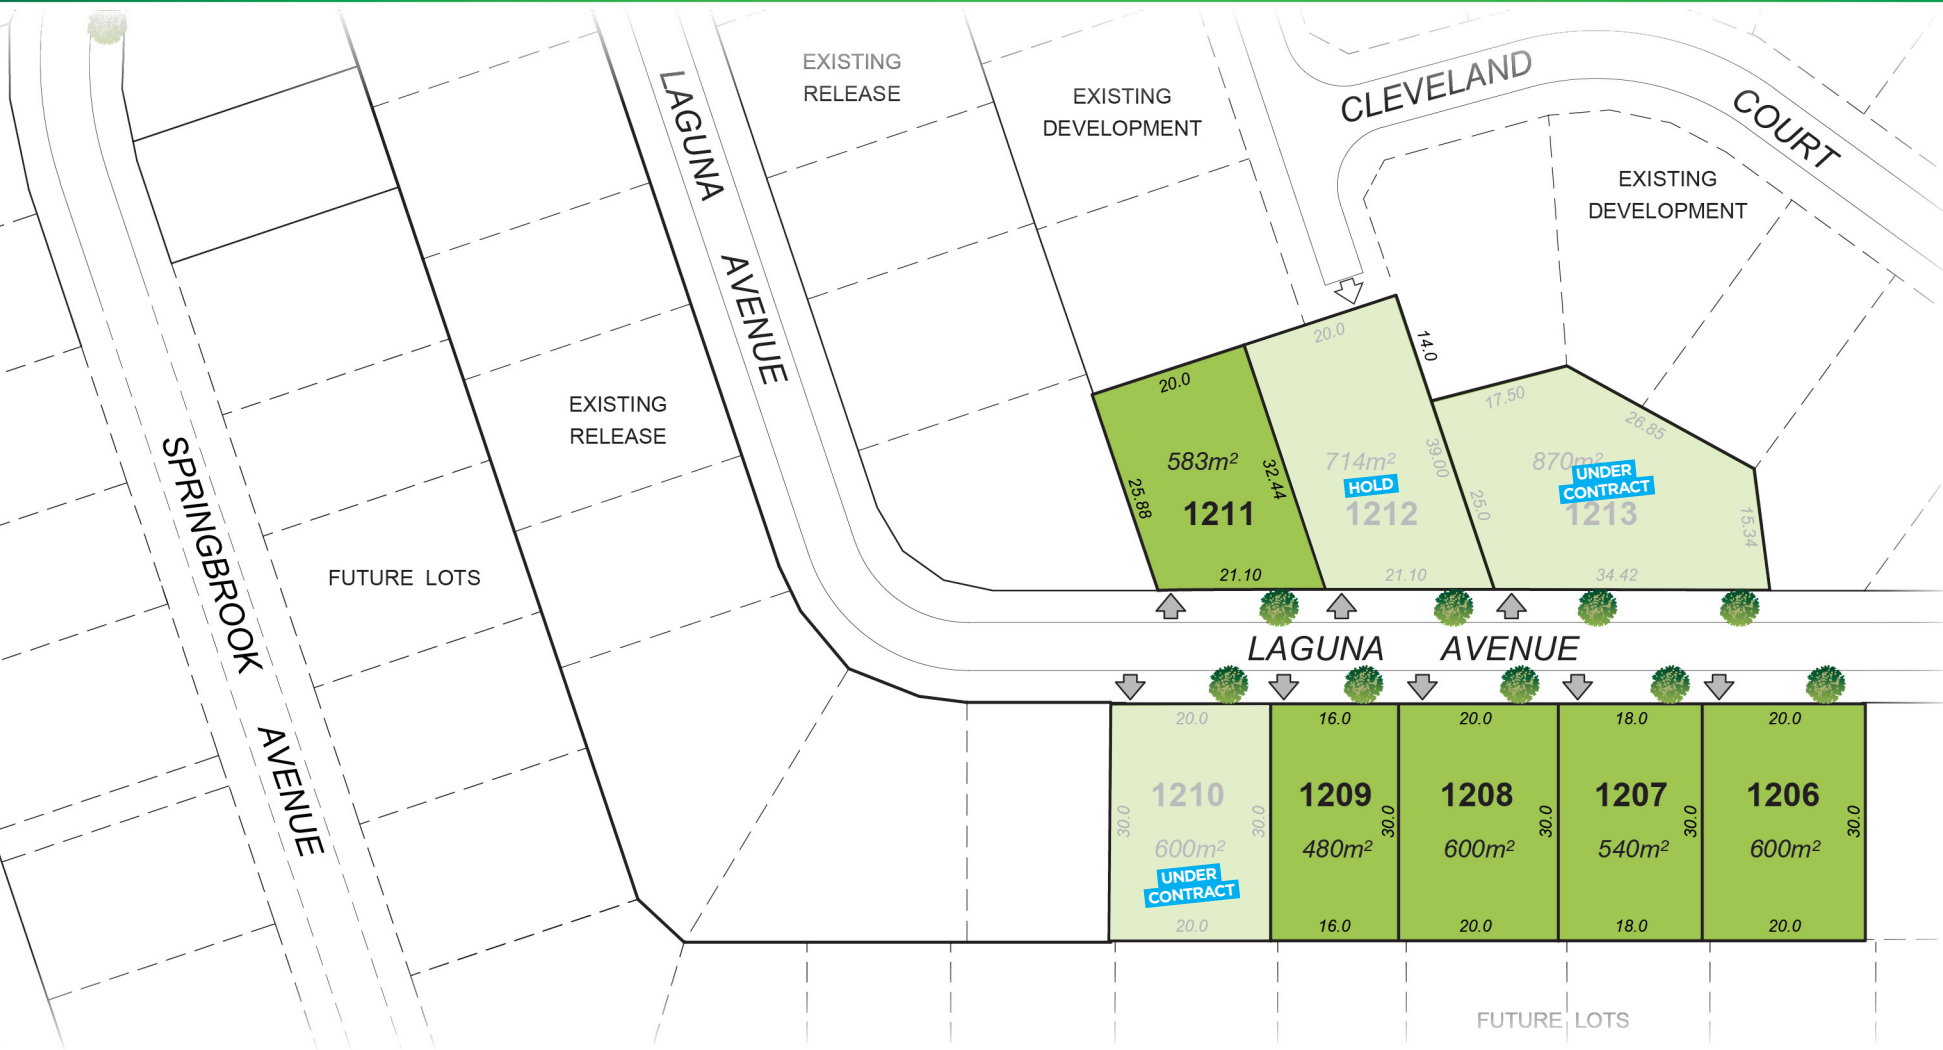 EXISTING
RELEASE
EXISTING
DEVELOPMENT
CLEVELAND
COURT
LAGUNA
AVENUE
EXISTING
DEVELOPMENT
EXISTING
RELEASE
FUTURE LOTS
SPRINGBROOK
AVENUE
20.0
583m²
1211
25.88
32.44
21.10
20.0
14.0
714m²
HOLD
1212
39.00
21.10
17.50
26.85
870m²
UNDER
CONTRACT
1213
25.0
15.34
34.42
LAGUNA AVENUE
20.0
1210
30.0
30.0
600m²
UNDER
CONTRACT
20.0
16.0
1209
30.0
480m²
16.0
20.0
1208
30.0
600m²
20.0
18.0
1207
30.0
540m²
18.0
20.0
1206
30.0
600m²
20.0
FUTURE LOTS